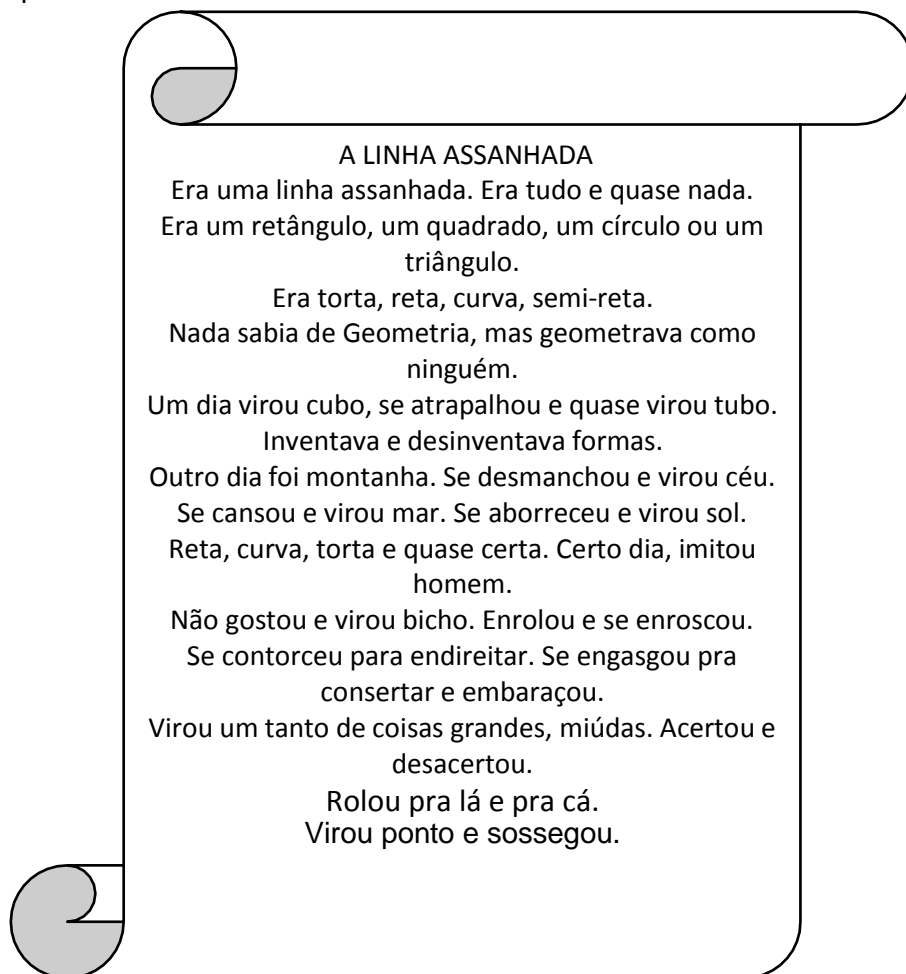 A LINHA ASSANHADA
Era uma linha assanhada. Era tudo e quase nada.
Era um retângulo, um quadrado, um círculo ou um
triângulo.
Era torta, reta, curva, semi-reta.
Nada sabia de Geometria, mas geometrava como
ninguém.
Um dia virou cubo, se atrapalhou e quase virou tubo.
Inventava e desinventava formas.
Outro dia foi montanha. Se desmanchou e virou céu.
Se cansou e virou mar. Se aborreceu e virou sol.
Reta, curva, torta e quase certa. Certo dia, imitou
homem.
Não gostou e virou bicho. Enrolou e se enroscou.
Se contorceu para endireitar. Se engasgou pra
consertar e embaraçou.
Virou um tanto de coisas grandes, miúdas. Acertou e
desacertou.
Rolou pra lá e pra cá.
Virou ponto e sossegou.